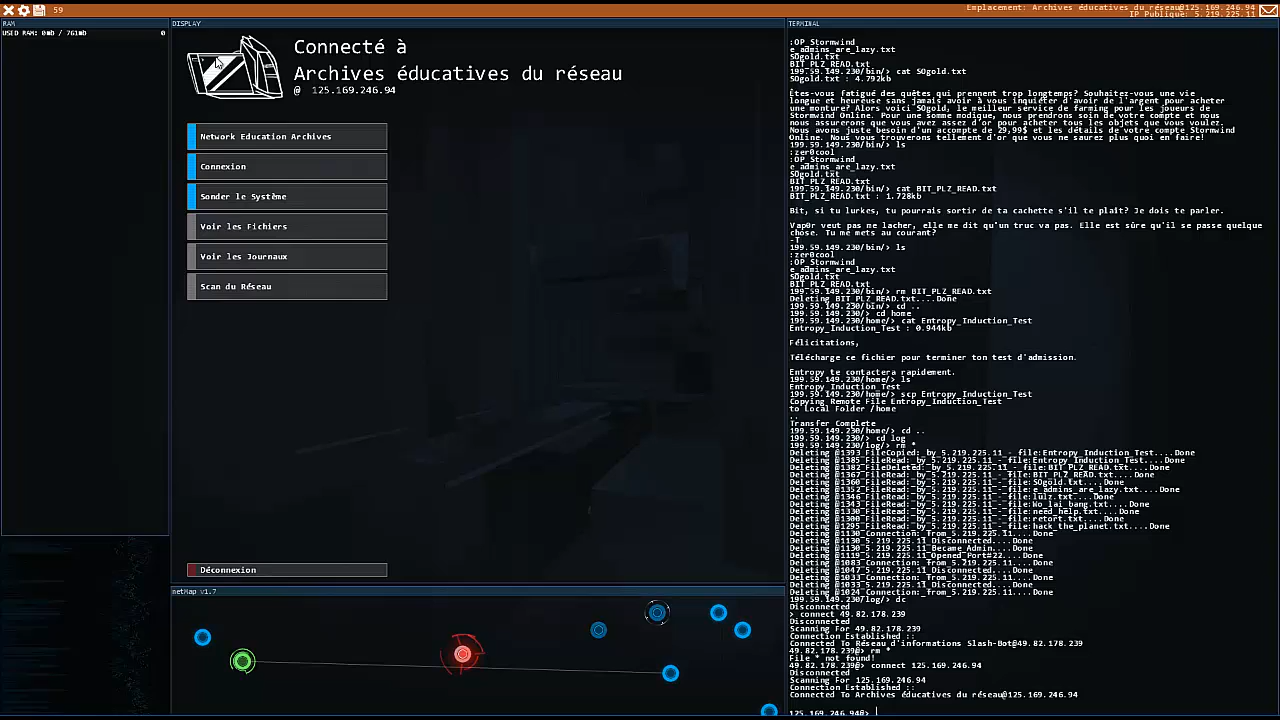 59
Emplacement: Archives éducatives du réseau@125.169.246.94
IP Publique: 5.219.225.11
RAM
USED RAM: 0mb / 761mb 0
DISPLAY
Connecté à
Archives éducatives du réseau
@ 125.169.246.94
Network Education Archives
Connexion
Sonder le Système
Voir les Fichiers
Voir les Journaux
Scan du Réseau
Déconnexion
netMap v1.7
TERMINAL
:OP_Stormwind
e_admins_are_lazy.txt
SOgold.txt
BIT_PLZ_READ.txt
199.59.149.230/bin/> cat SOgold.txt
SOgold.txt : 4.792kb
Êtes-vous fatigué des quêtes qui prennent trop longtemps? Souhaitez-vous une vie
longue et heureuse sans jamais avoir à vous inquiéter d'avoir de l'argent pour acheter
une monture? Alors voici SOgold, le meilleur service de farming pour les joueurs de
Stormwind Online. Pour une somme modique, nous prendrons soin de votre compte et nous
nous assurerons que vous avez assez d'or pour acheter tous les objets que vous voulez.
Nous avons juste besoin d'un accompte de 29,99$ et les détails de votre compte Stormwind
Online. Nous vous trouverons tellement d'or que vous ne saurez plus quoi en faire!
199.59.149.230/bin/> ls
:zer0cool
:OP_Stormwind
e_admins_are_lazy.txt
SOgold.txt
BIT_PLZ_READ.txt
199.59.149.230/bin/> cat BIT_PLZ_READ.txt
BIT_PLZ_READ.txt : 1.728kb
Bit, si tu lurkes, tu pourrais sortir de ta cachette s'il te plaît? Je dois te parler.
Vap0r veut pas me lacher, elle me dit qu'un truc va pas. Elle est sûre qu'il se passe quelque
chose. Tu me mets au courant?
-T
199.59.149.230/bin/> ls
:zer0cool
:OP_Stormwind
e_admins_are_lazy.txt
SOgold.txt
BIT_PLZ_READ.txt
199.59.149.230/bin/> rm BIT_PLZ_READ.txt
Deleting BIT_PLZ_READ.txt....Done
199.59.149.230/bin/> cd ..
199.59.149.230/> cd home
199.59.149.230/home/> cat Entropy_Induction_Test
Entropy_Induction_Test : 0.944kb
Félicitations,
Télécharge ce fichier pour terminer ton test d'admission.
Entropy te contactera rapidement.
199.59.149.230/home/> ls
Entropy_Induction_Test
199.59.149.230/home/> scp Entropy_Induction_Test
Copying Remote File Entropy_Induction_Test
to Local Folder /home
..
Transfer Complete
199.59.149.230/home/> cd ..
199.59.149.230/> cd log
199.59.149.230/log/> rm *
Deleting @1393_FileCopied:_by_5.219.225.11_-_file:Entropy_Induction_Test....Done
Deleting @1385_FileRead:_by_5.219.225.11_-_file:Entropy_Induction_Test....Done
Deleting @1382_FileDeleted:_by_5.219.225.11_-_file:BIT_PLZ_READ.txt....Done
Deleting @1367_FileRead:_by_5.219.225.11_-_file:BIT_PLZ_READ.txt....Done
Deleting @1360_FileRead:_by_5.219.225.11_-_file:SOgold.txt....Done
Deleting @1352_FileRead:_by_5.219.225.11_-_file:e_admins_are_lazy.txt....Done
Deleting @1346_FileRead:_by_5.219.225.11_-_file:luiz.txt....Done
Deleting @1343_FileRead:_by_5.219.225.11_-_file:Wo_lai_bang.txt....Done
Deleting @1330_FileRead:_by_5.219.225.11_-_file:need_help.txt....Done
Deleting @1300_FileRead:_by_5.219.225.11_-_file:retort.txt....Done
Deleting @1295_FileRead:_by_5.219.225.11_-_file:hack_the_planet.txt....Done
Deleting @1130_Connection:_from_5.219.225.11....Done
Deleting @1130_5.219.225.11_Disconnected....Done
Deleting @1130_5.219.225.11_Became_Admin....Done
Deleting @1119_5.219.225.11_Opened_Port#22....Done
Deleting @1083_Connection:_from_5.219.225.11....Done
Deleting @1047_5.219.225.11_Disconnected....Done
Deleting @1033_Connection:_from_5.219.225.11....Done
Deleting @1033_5.219.225.11_Disconnected....Done
Deleting @1024_Connection:_from_5.219.225.11....Done
199.59.149.230/log/> dc
Disconnected
> connect 49.82.178.239
Disconnected
Scanning For 49.82.178.239
Connection Established ::
Connected To Réseau d'informations Slash-Bot@49.82.178.239
49.82.178.239@> rm *
File * not found!
49.82.178.239@> connect 125.169.246.94
Disconnected
Scanning For 125.169.246.94
Connection Established ::
Connected To Archives éducatives du réseau@125.169.246.94
125.169.246.94@>